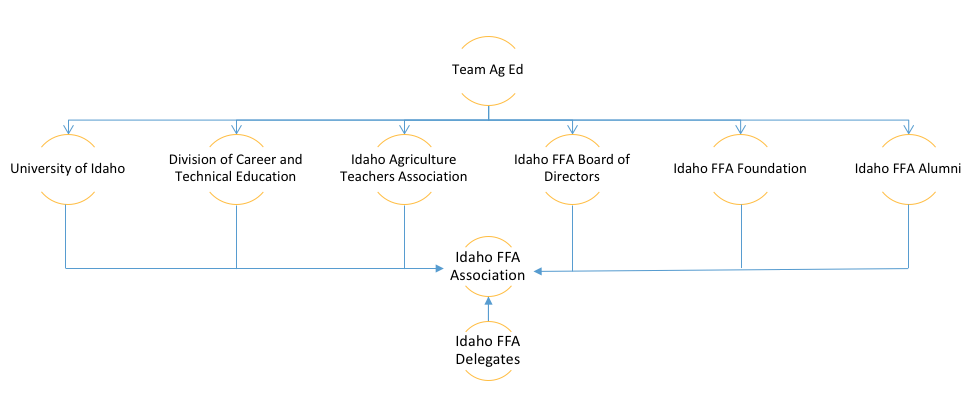 Team Ag Ed
University of Idaho
Division of Career and
Technical Education
Idaho Agriculture
Teachers Association
Idaho FFA Board of
Directors
Idaho FFA Foundation
Idaho FFA Alumni
Idaho FFA
Association
Idaho FFA
Delegates